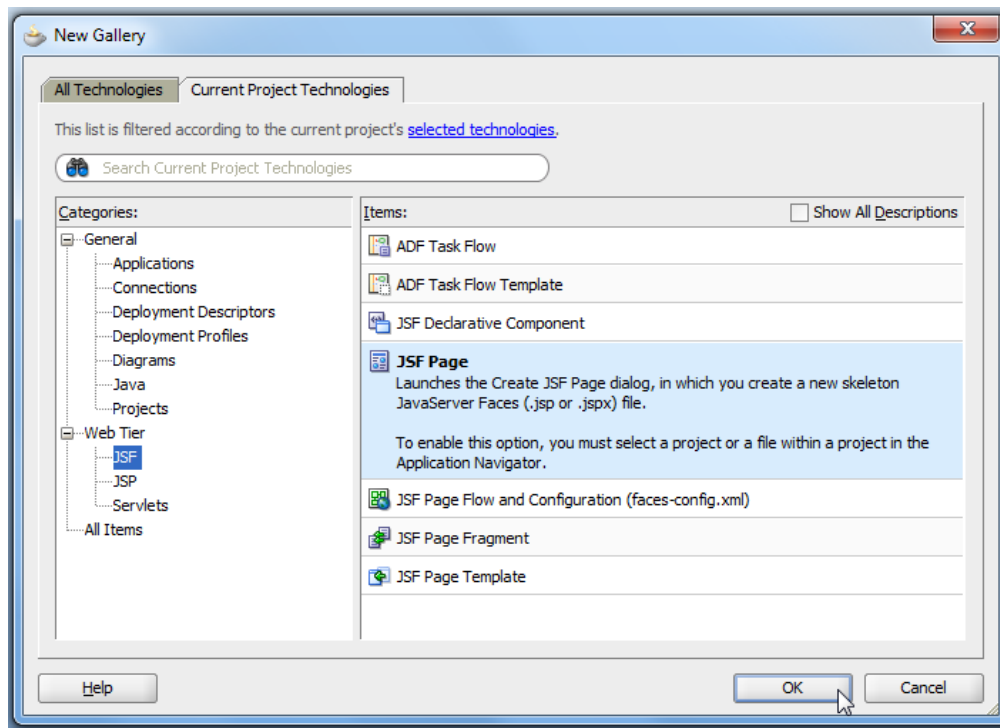 New Gallery
All Technologies
Current Project Technologies
This list is filtered according to the current project's selected technologies.
Search Current Project Technologies
Categories:
General
Applications
Connections
Deployment Descriptors
Deployment Profiles
Diagrams
Java
Projects
Web Tier
JSF
JSP
Servlets
All Items
Items:
Show All Descriptions
ADF Task Flow
ADF Task Flow Template
JSF Declarative Component
JSF Page
Launches the Create JSF Page dialog, in which you create a new skeleton
JavaServer Faces (.jsp or .jspx) file.
To enable this option, you must select a project or a file within a project in the
Application Navigator.
JSF Page Flow and Configuration (faces-config.xml)
JSF Page Fragment
JSF Page Template
Help
OK
Cancel